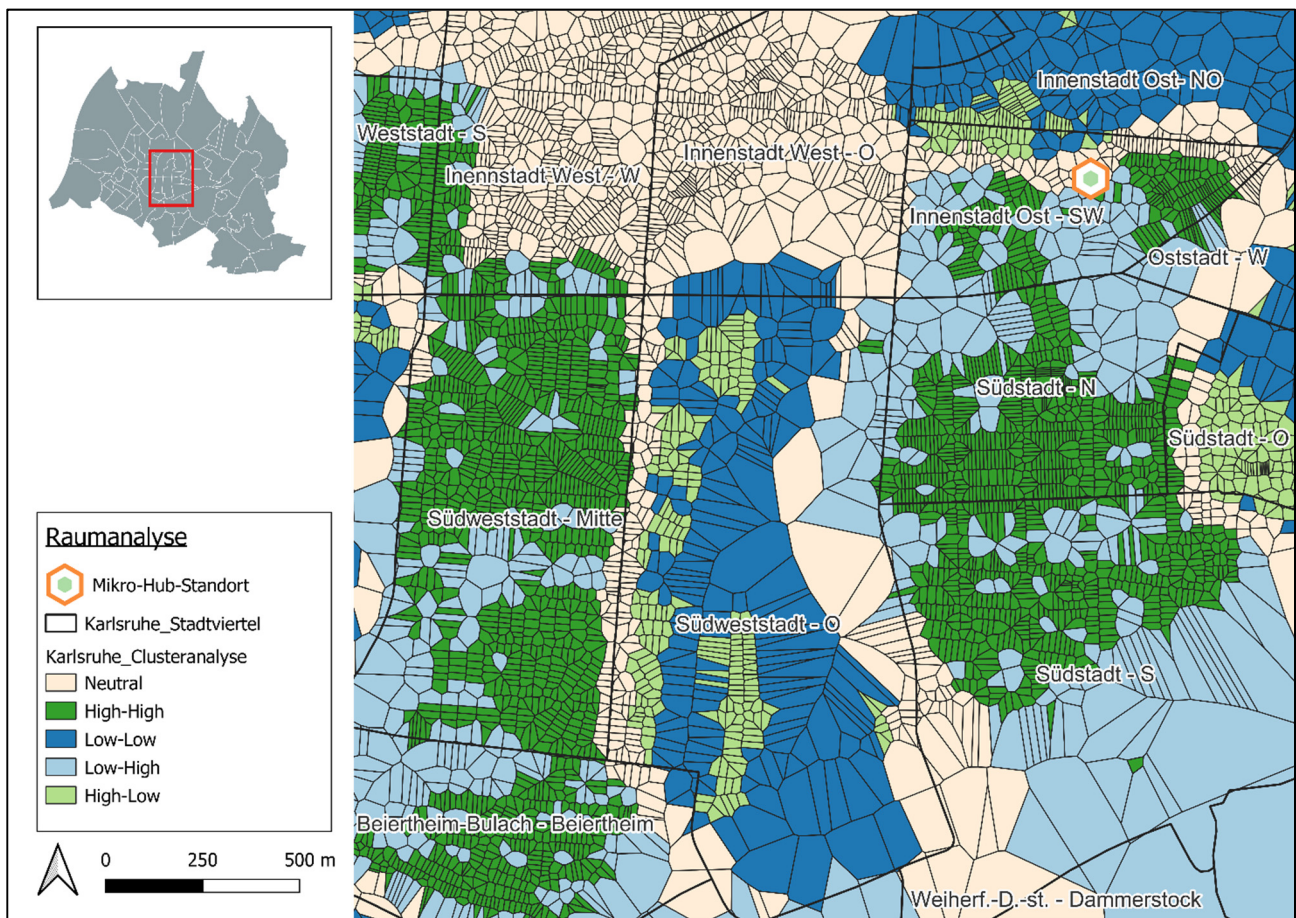 Innenstadt Ost- NO
Weststadt - S
Innenstadt West - O
Inennstadt West - W
Innenstadt Ost - SW
Oststadt - W
Südstadt - N
Südstadt - O
Südweststadt - Mitte
Südweststadt - O
Südstadt - S
Beiertheim-Bulach - Beiertheim
Weiherf.-D.-st. - Dammerstock
Raumanalyse
Mikro-Hub-Standort
Karlsruhe_Stadtviertel
Karlsruhe_Clusteranalyse
Neutral
High-High
Low-Low
Low-High
High-Low
0 250 500 m